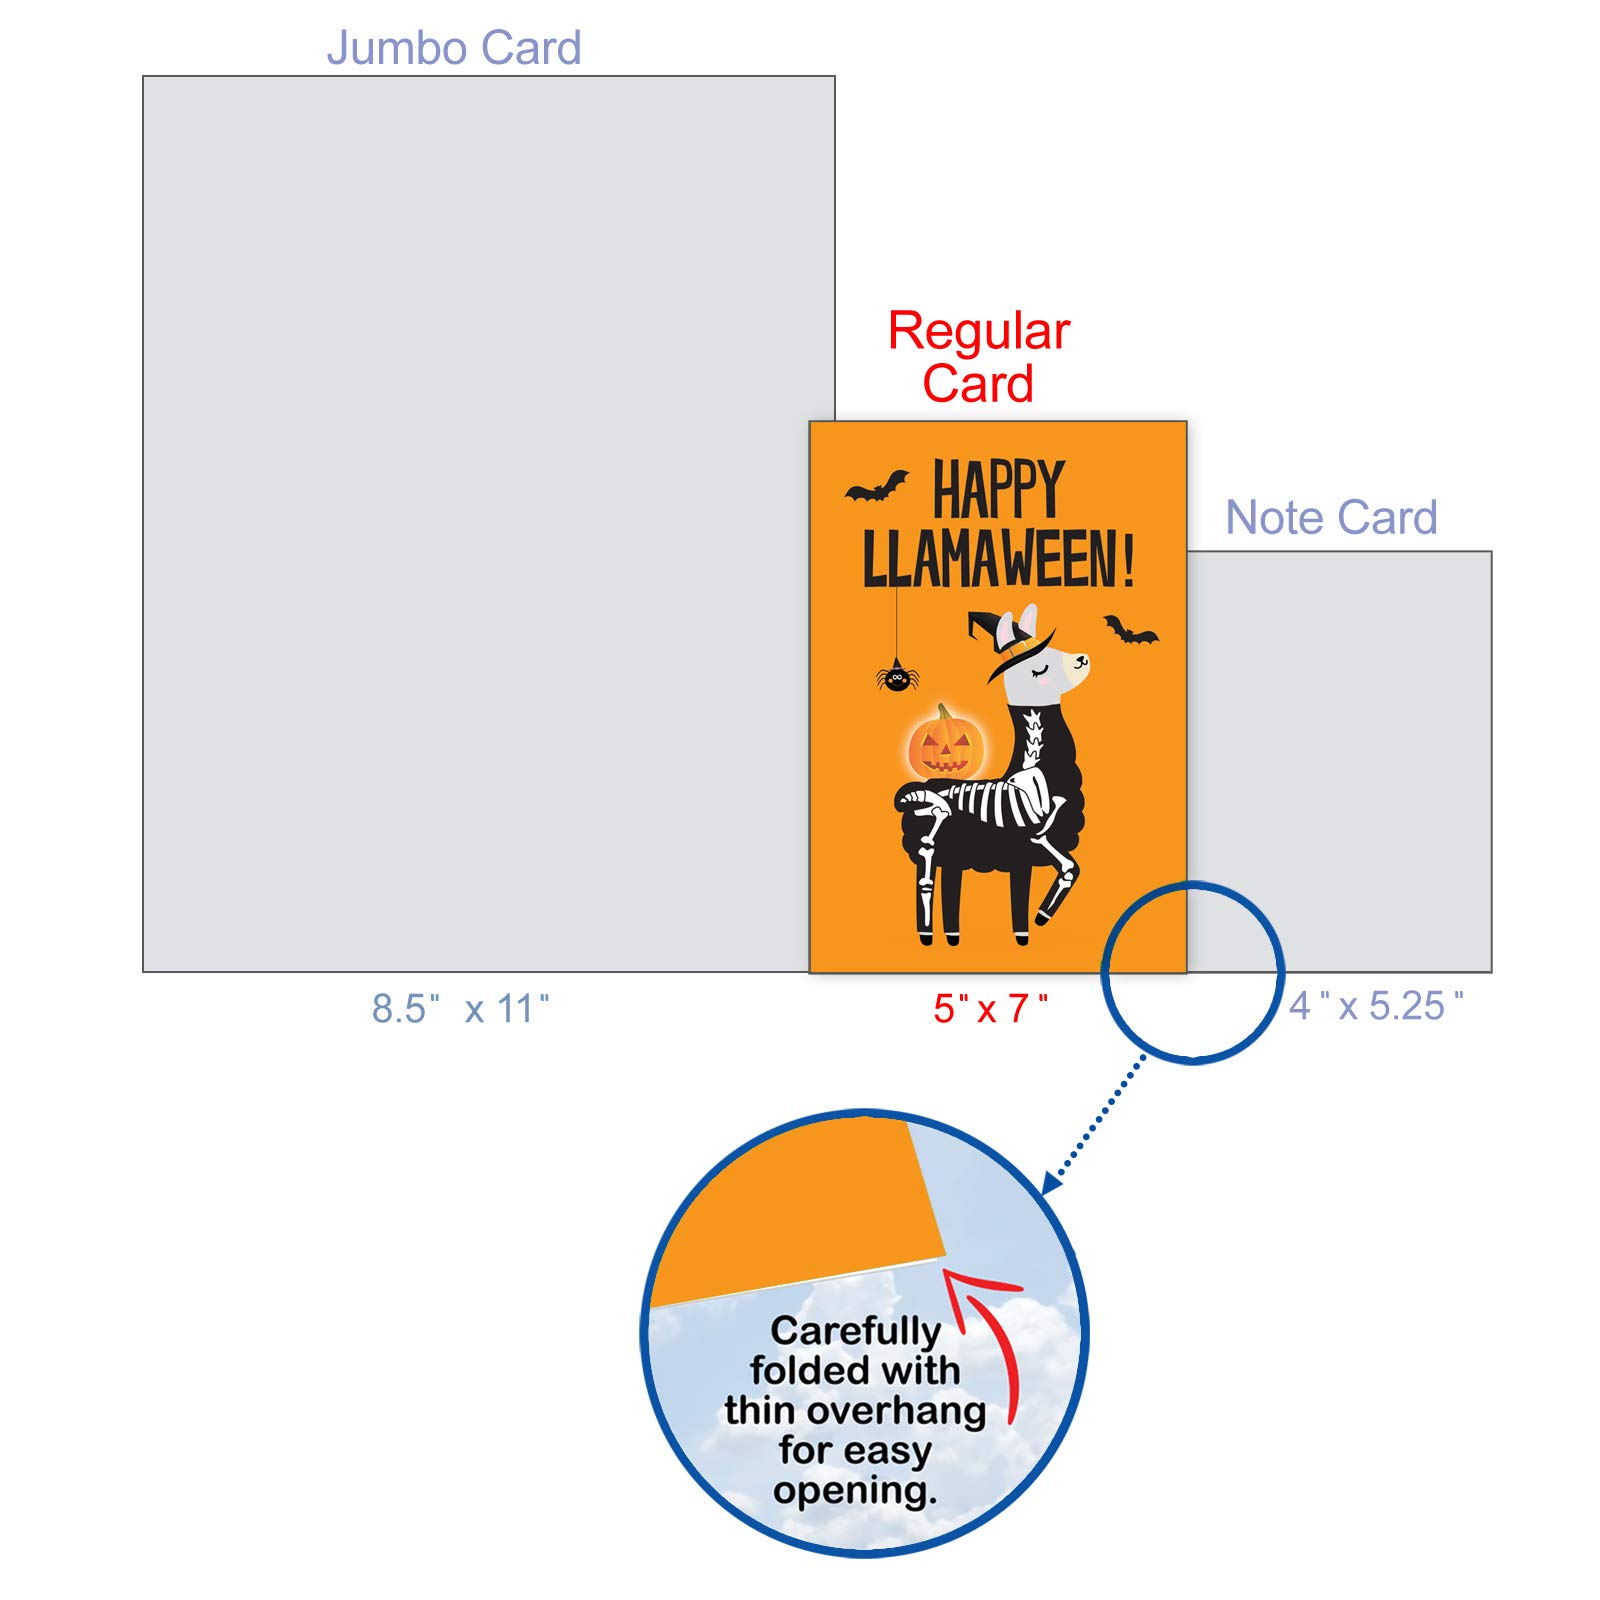 Jumbo Card
Regular
Card
HAPPY
LLAMAWEEN!
Note Card
8.5" x 11"
5" x 7"
4" x 5.25"
Carefully
folded with
thin overhang
for easy
opening.